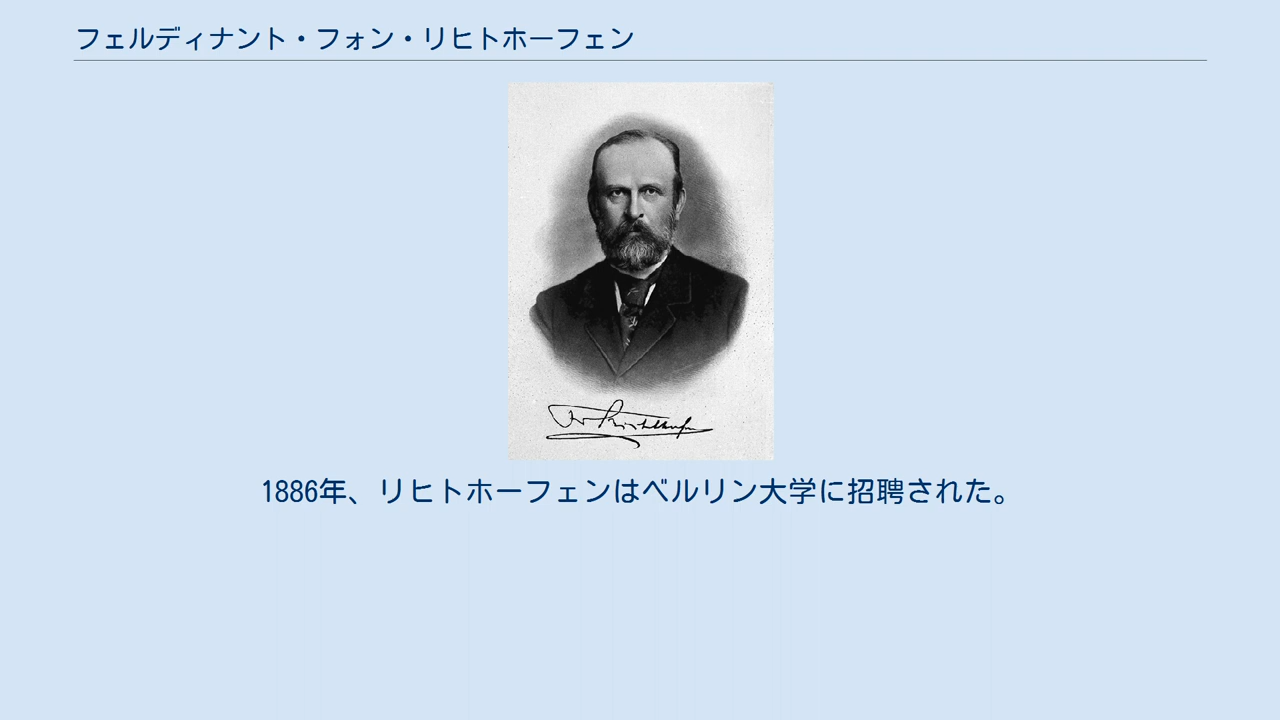 フェルディナント・フォン・リヒトホーフェン
1886年、リヒトホーフェンはベルリン大学に招聘された。